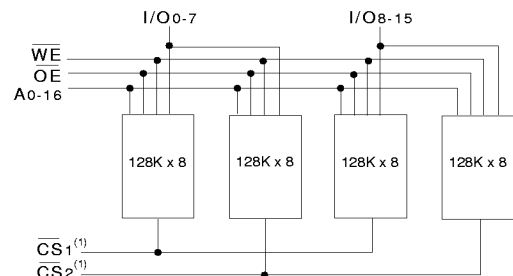 I/O0-7 I/O8-15
WE
OE
A0-16
128K x 8 128K x 8 128K x 8 128K x 8
CS1(1)
CS2(1)